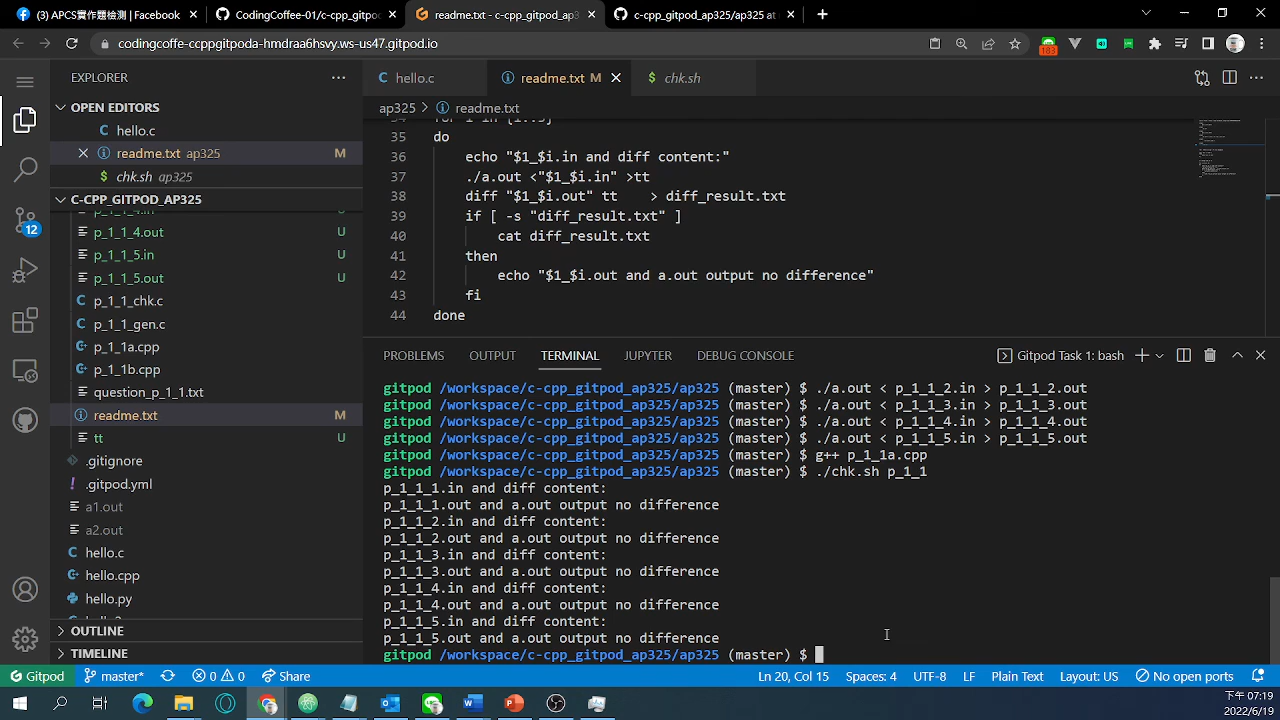 (3) APCS實作題檢測 | Facebook
CodingCoffe-01/c-cpp_gitpod
readme.txt - c-cpp_gitpod_ap3
c-cpp_gitpod_ap325/ap325 at
codingcoffe-ccppgitpoda-hmdraa6hsvy.ws-us47.gitpod.io
183
EXPLORER
hello.c
readme.txt M
chk.sh
OPEN EDITORS
ap325 > readme.txt
hello.c
readme.txt ap325 M
chk.sh ap325
C-CPP_GITPOD_AP325
p_1_1_4.in U
p_1_1_4.out U
p_1_1_5.in U
p_1_1_5.out U
p_1_1_chk.c
p_1_1_gen.c
p_1_1a.cpp
p_1_1b.cpp
question_p_1_1.txt
readme.txt M
tt U
.gitignore
.gitpod.yml
a1.out
a2.out
hello.c
hello.cpp
hello.py
OUTLINE
TIMELINE
12
34 for i in {1..5}
35 do
36 echo "$1_$i.in and diff content:"
37 ./a.out <"$1_$i.in" >tt
38 diff "$1_$i.out" tt > diff_result.txt
39 if [ -s "diff_result.txt" ]
40 cat diff_result.txt
41 then
42 echo "$1_$i.out and a.out output no difference"
43 fi
44 done
PROBLEMS OUTPUT TERMINAL JUPYTER DEBUG CONSOLE
Gitpod Task 1: bash
gitpod /workspace/c-cpp_gitpod_ap325/ap325 (master) $ ./a.out < p_1_1_2.in > p_1_1_2.out
gitpod /workspace/c-cpp_gitpod_ap325/ap325 (master) $ ./a.out < p_1_1_3.in > p_1_1_3.out
gitpod /workspace/c-cpp_gitpod_ap325/ap325 (master) $ ./a.out < p_1_1_4.in > p_1_1_4.out
gitpod /workspace/c-cpp_gitpod_ap325/ap325 (master) $ ./a.out < p_1_1_5.in > p_1_1_5.out
gitpod /workspace/c-cpp_gitpod_ap325/ap325 (master) $ g++ p_1_1a.cpp
gitpod /workspace/c-cpp_gitpod_ap325/ap325 (master) $ ./chk.sh p_1_1
p_1_1_1.in and diff content:
p_1_1_1.out and a.out output no difference
p_1_1_2.in and diff content:
p_1_1_2.out and a.out output no difference
p_1_1_3.in and diff content:
p_1_1_3.out and a.out output no difference
p_1_1_4.in and diff content:
p_1_1_4.out and a.out output no difference
p_1_1_5.in and diff content:
p_1_1_5.out and a.out output no difference
gitpod /workspace/c-cpp_gitpod_ap325/ap325 (master) $
Gitpod master* 0 0 Share
Ln 20, Col 15 Spaces: 4 UTF-8 LF Plain Text Layout: US No open ports
下午 07:19
2022/6/19